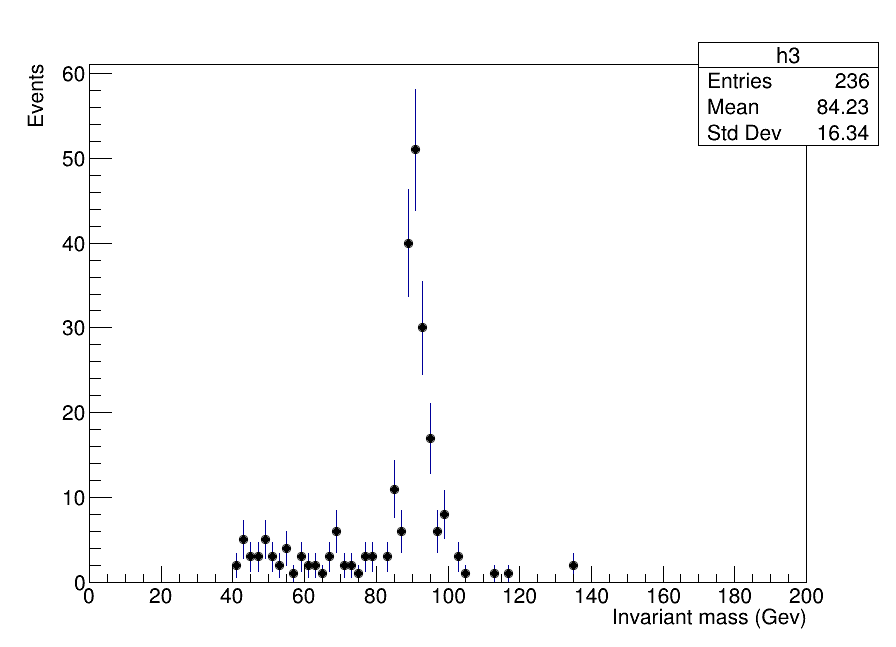 h3
Entries 236
Mean 84.23
Std Dev 16.34
Events
60
50
40
30
20
10
0
0 20 40 60 80 100 120 140 160 180 200
Invariant mass (Gev)